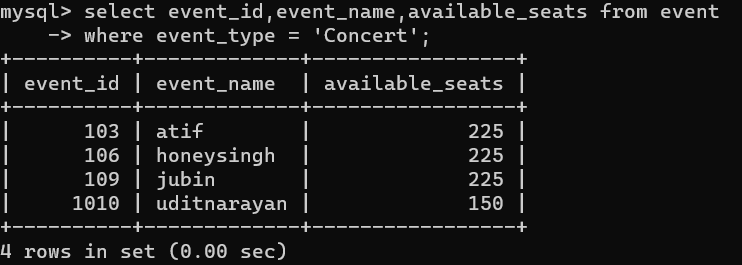 mysql> select event_id,event_name,available_seats from event
    -> where event_type = 'Concert';
+----------+------------+-----------------+
| event_id | event_name | available_seats |
+----------+------------+-----------------+
|      103 | atif       |             225 |
|      106 | honeysingh |             225 |
|      109 | jubin      |             225 |
|     1010 | uditnarayan |             150 |
+----------+------------+-----------------+
4 rows in set (0.00 sec)